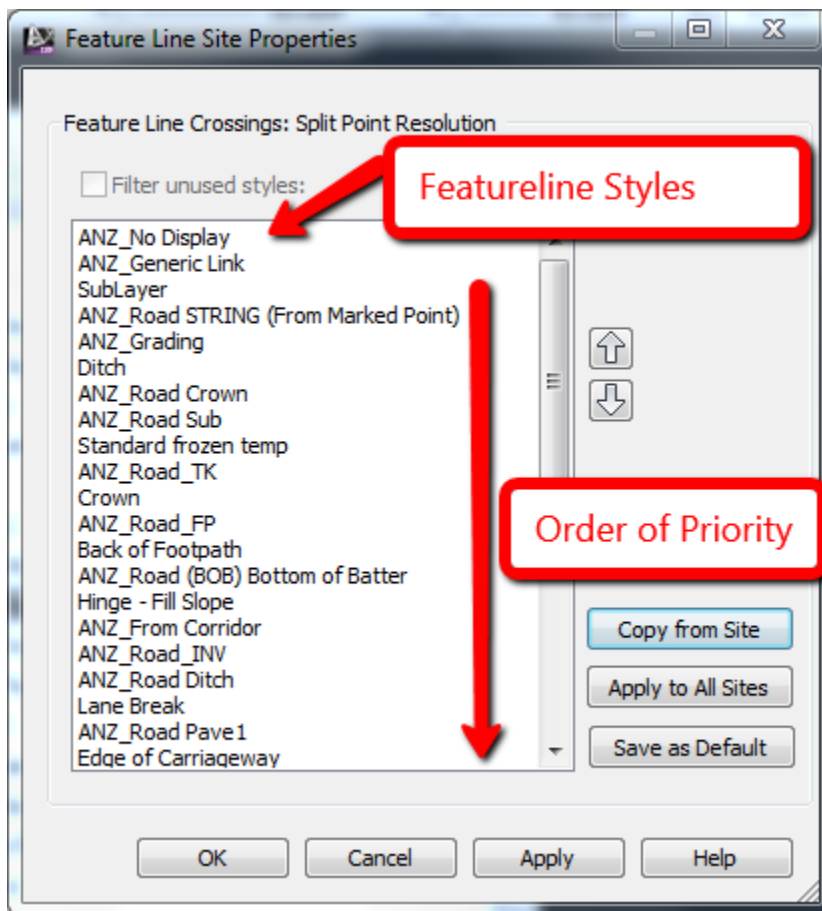 Feature Line Site Properties
Feature Line Crossings: Split Point Resolution
Filter unused styles:
Featureline Styles
ANZ_No Display
ANZ_Generic Link
SubLayer
ANZ_Road STRING (From Marked Point)
ANZ_Grading
Ditch
ANZ_Road Crown
ANZ_Road Sub
Standard frozen temp
ANZ_Road_TK
Crown
ANZ_Road_FP
Order of Priority
Back of Footpath
ANZ_Road (BOB) Bottom of Batter
Hinge - Fill Slope
ANZ_From Corridor
ANZ_Road_INV
ANZ_Road Ditch
Lane Break
ANZ_Road Pave1
Edge of Carriageway
Copy from Site
Apply to All Sites
Save as Default
OK
Cancel
Apply
Help